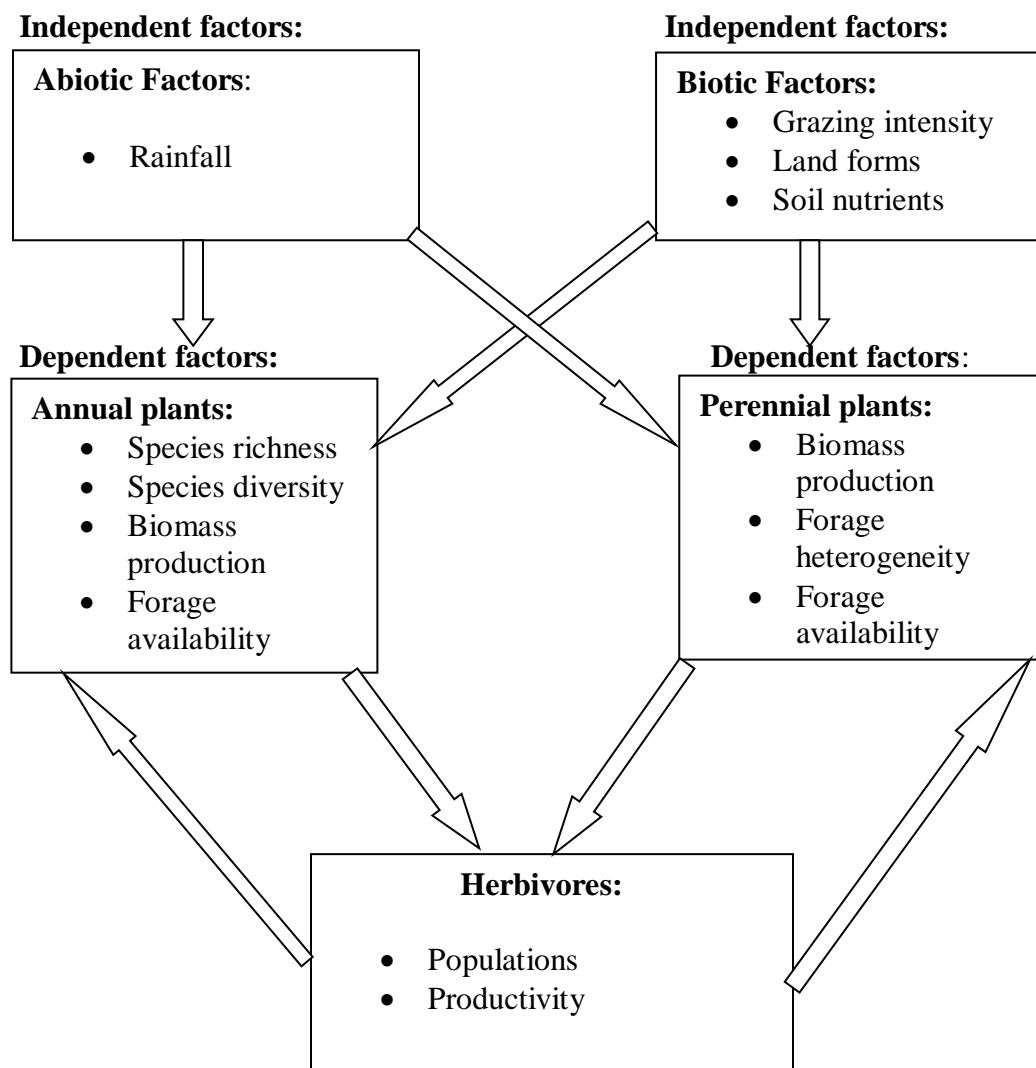 Independent factors:
Abiotic Factors:
• Rainfall
Independent factors:
Biotic Factors:
• Grazing intensity
• Land forms
• Soil nutrients
Dependent factors:
Annual plants:
• Species richness
• Species diversity
• Biomass
production
• Forage
availability
Dependent factors:
Perennial plants:
• Biomass
production
• Forage
heterogeneity
• Forage
availability
Herbivores:
• Populations
• Productivity